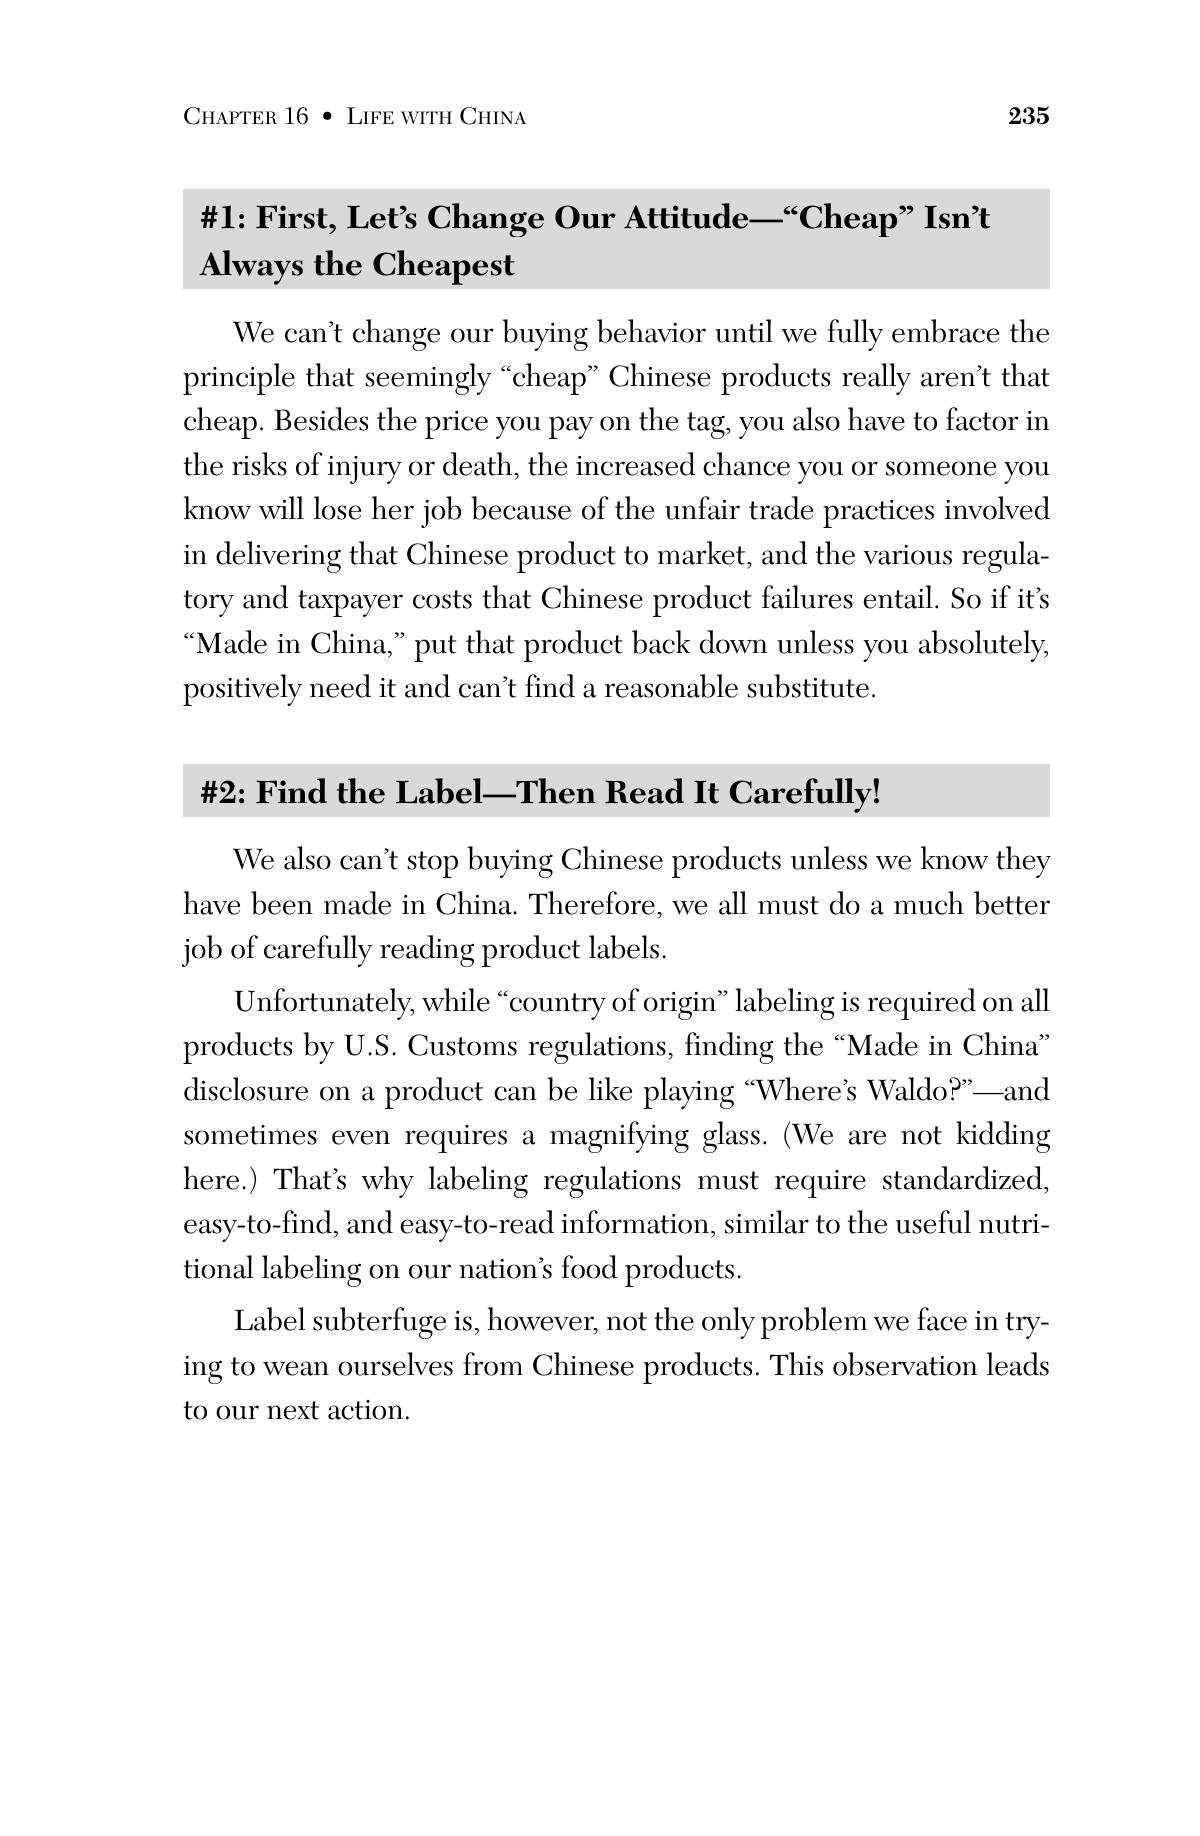 CHAPTER 16 • LIFE WITH CHINA 235
#1: First, Let’s Change Our Attitude—“Cheap” Isn’t
Always the Cheapest
We can’t change our buying behavior until we fully embrace the
principle that seemingly “cheap” Chinese products really aren’t that
cheap. Besides the price you pay on the tag, you also have to factor in
the risks of injury or death, the increased chance you or someone you
know will lose her job because of the unfair trade practices involved
in delivering that Chinese product to market, and the various regula-
tory and taxpayer costs that Chinese product failures entail. So if it’s
“Made in China,” put that product back down unless you absolutely,
positively need it and can’t find a reasonable substitute.
#2: Find the Label—Then Read It Carefully!
We also can’t stop buying Chinese products unless we know they
have been made in China. Therefore, we all must do a much better
job of carefully reading product labels.
Unfortunately, while “country of origin” labeling is required on all
products by U.S. Customs regulations, finding the “Made in China”
disclosure on a product can be like playing “Where’s Waldo?”—and
sometimes even requires a magnifying glass. (We are not kidding
here.) That’s why labeling regulations must require standardized,
easy-to-find, and easy-to-read information, similar to the useful nutri-
tional labeling on our nation’s food products.
Label subterfuge is, however, not the only problem we face in try-
ing to wean ourselves from Chinese products. This observation leads
to our next action.